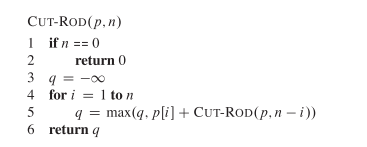 CUT-ROD(p, n)
1 if n == 0
2 return 0
3 q = −∞
4 for i = 1 to n
5 q = max(q, p[i] + CUT-ROD(p, n − i))
6 return q